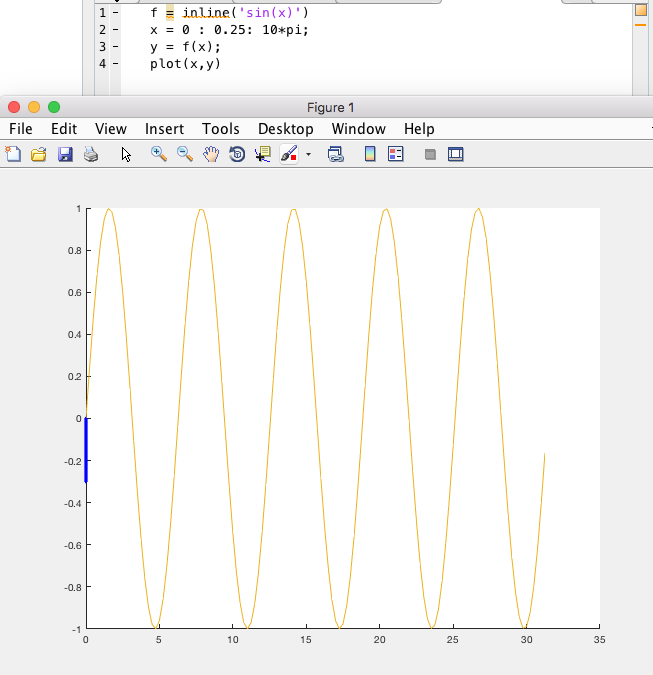 1 - f = inline('sin(x)')
2 - x = 0 : 0.25: 10*pi;
3 - y = f(x);
4 - plot(x,y)
Figure 1
File Edit View Insert Tools Desktop Window Help
1
0.8
0.6
0.4
0.2
0
-0.2
-0.4
-0.6
-0.8
-1
0 5 10 15 20 25 30 35